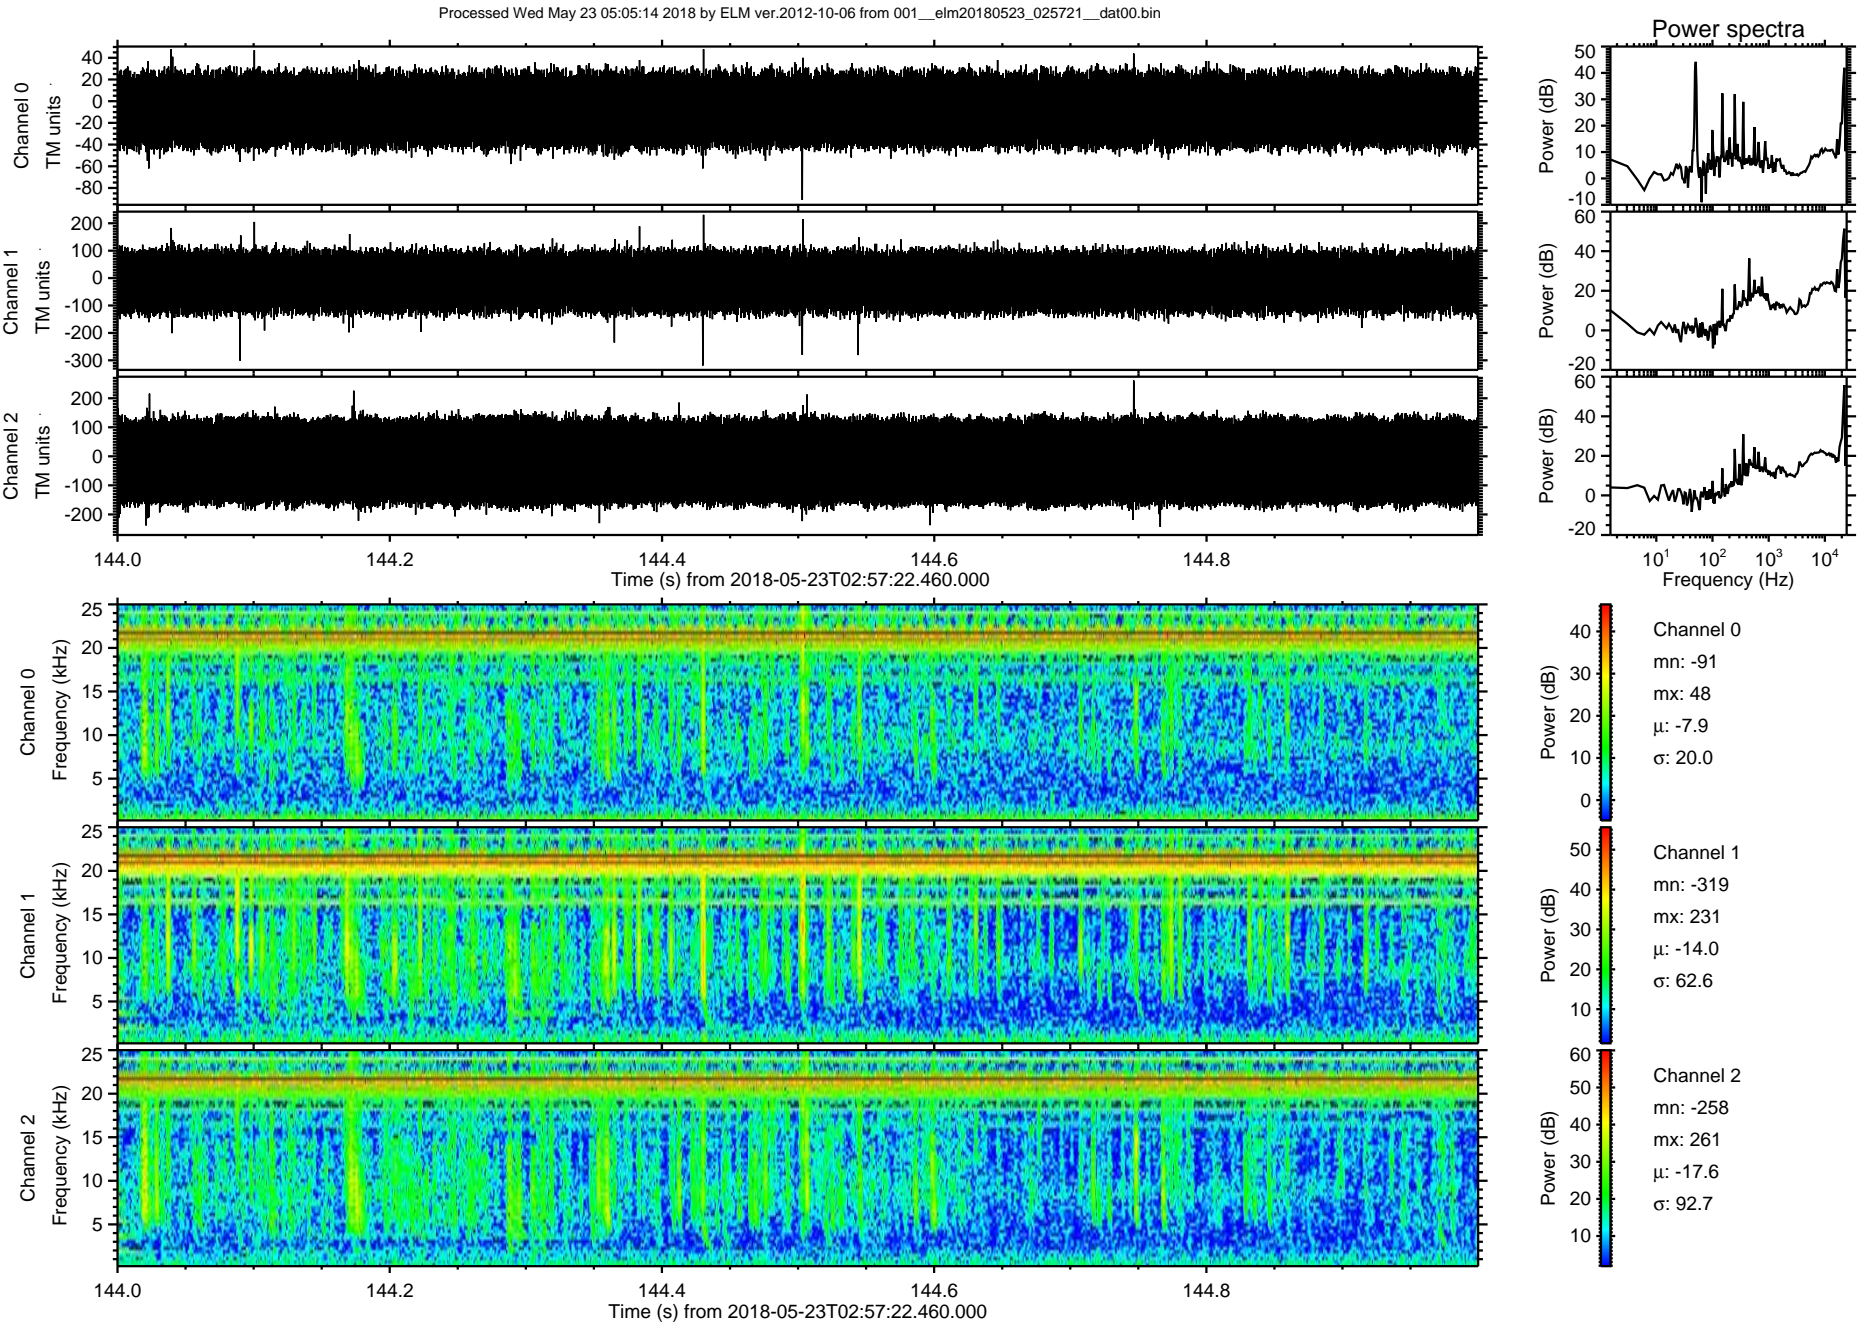 Processed Wed May 23 05:05:14 2018 by ELM ver.2012-10-06 from 001__elm20180523_025721__dat00.bin
Power spectra
Channel 0
TM units
40
20
0
-20
-40
-60
-80
Power (dB)
50
40
30
20
10
0
-10
Channel 1
TM units
200
100
0
-100
-200
-300
Power (dB)
60
40
20
0
-20
Channel 2
TM units
200
100
0
-100
-200
Power (dB)
60
40
20
0
-20
144.0 144.2 144.4 144.6 144.8
Time (s) from 2018-05-23T02:57:22.460.000
10¹ 10² 10³ 10⁴
Frequency (Hz)
Channel 0
Frequency (kHz)
25
20
15
10
5
Power (dB)
40
30
20
10
0
Channel 0
mn: -91
mx: 48
μ: -7.9
σ: 20.0
Channel 1
Frequency (kHz)
25
20
15
10
5
Power (dB)
50
40
30
20
10
Channel 1
mn: -319
mx: 231
μ: -14.0
σ: 62.6
Channel 2
Frequency (kHz)
25
20
15
10
5
Power (dB)
60
50
40
30
20
10
Channel 2
mn: -258
mx: 261
μ: -17.6
σ: 92.7
144.0 144.2 144.4 144.6 144.8
Time (s) from 2018-05-23T02:57:22.460.000